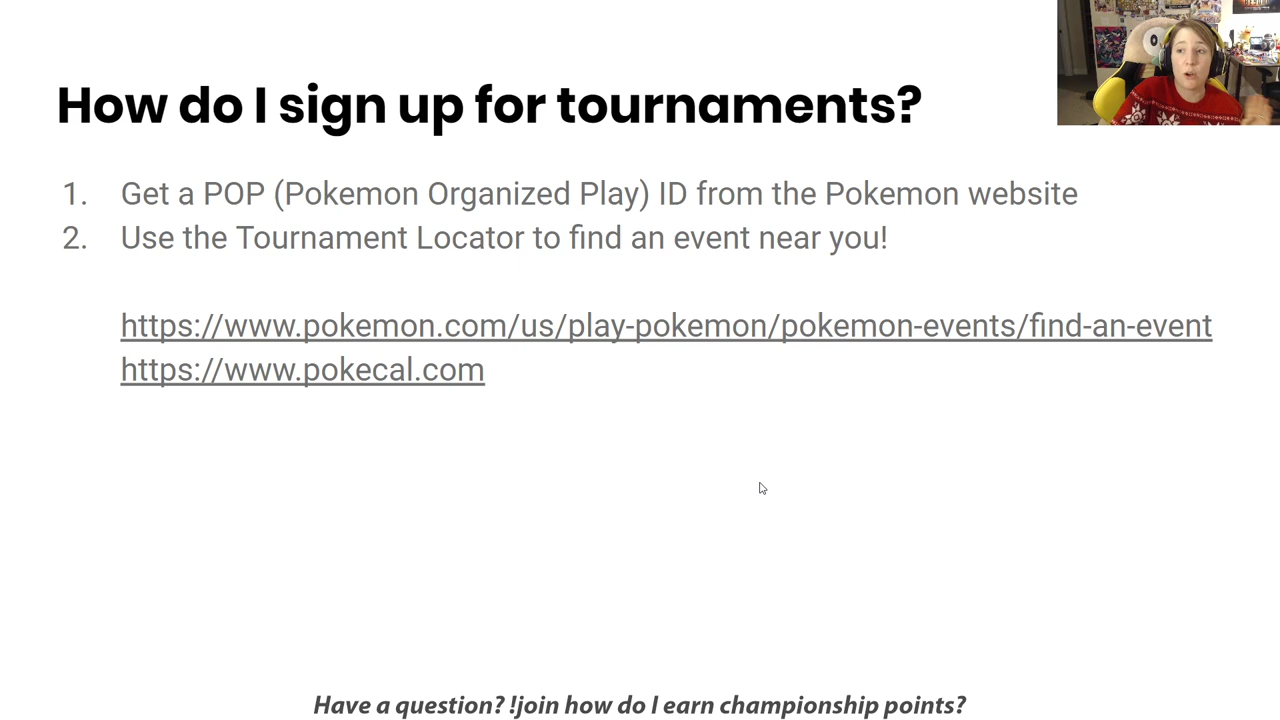 How do I sign up for tournaments?
1. Get a POP (Pokemon Organized Play) ID from the Pokemon website
2. Use the Tournament Locator to find an event near you!
https://www.pokemon.com/us/play-pokemon/pokemon-events/find-an-event
https://www.pokecal.com
Have a question? !join how do I earn championship points?